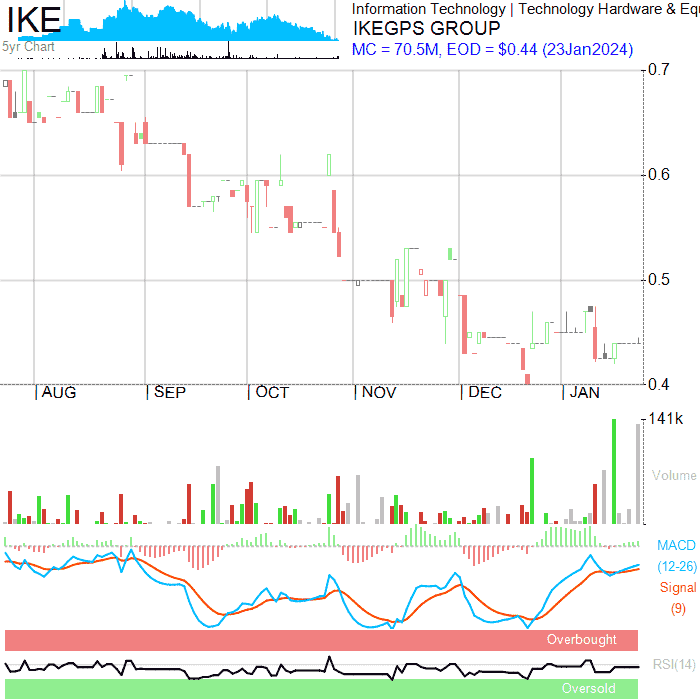 IKE
Information Technology | Technology Hardware & Equ
IKEGPS GROUP
5yr Chart
MC = 70.5M, EOD = $0.44 (23Jan2024)
0.7
0.6
0.5
0.4
| AUG | SEP | OCT | NOV | DEC | JAN
141k
Volume
MACD
(12-26)
Signal
(9)
Overbought
RSI(14)
Oversold